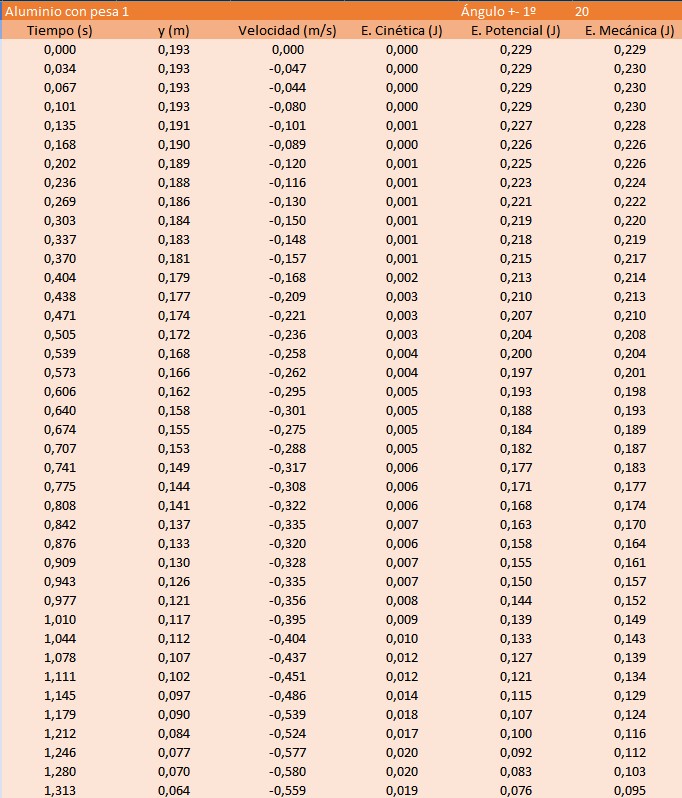 Aluminio con pesa 1 Ángulo +- 1º 20
Tiempo (s) y (m) Velocidad (m/s) E. Cinética (J) E. Potencial (J) E. Mecánica (J)
0,000 0,193 0,000 0,000 0,229 0,229
0,034 0,193 -0,047 0,000 0,229 0,230
0,067 0,193 -0,044 0,000 0,229 0,230
0,101 0,193 -0,080 0,000 0,229 0,230
0,135 0,191 -0,101 0,001 0,227 0,228
0,168 0,190 -0,089 0,000 0,226 0,226
0,202 0,189 -0,120 0,001 0,225 0,226
0,236 0,188 -0,116 0,001 0,223 0,224
0,269 0,186 -0,130 0,001 0,221 0,222
0,303 0,184 -0,150 0,001 0,219 0,220
0,337 0,183 -0,148 0,001 0,218 0,219
0,370 0,181 -0,157 0,001 0,215 0,217
0,404 0,179 -0,168 0,002 0,213 0,214
0,438 0,177 -0,209 0,003 0,210 0,213
0,471 0,174 -0,221 0,003 0,207 0,210
0,505 0,172 -0,236 0,003 0,204 0,208
0,539 0,168 -0,258 0,004 0,200 0,204
0,573 0,166 -0,262 0,004 0,197 0,201
0,606 0,162 -0,295 0,005 0,193 0,198
0,640 0,158 -0,301 0,005 0,188 0,193
0,674 0,155 -0,275 0,005 0,184 0,189
0,707 0,153 -0,288 0,005 0,182 0,187
0,741 0,149 -0,317 0,006 0,177 0,183
0,775 0,144 -0,308 0,006 0,171 0,177
0,808 0,141 -0,322 0,006 0,168 0,174
0,842 0,137 -0,335 0,007 0,163 0,170
0,876 0,133 -0,320 0,006 0,158 0,164
0,909 0,130 -0,328 0,007 0,155 0,161
0,943 0,126 -0,335 0,007 0,150 0,157
0,977 0,121 -0,356 0,008 0,144 0,152
1,010 0,117 -0,395 0,009 0,139 0,149
1,044 0,112 -0,404 0,010 0,133 0,143
1,078 0,107 -0,437 0,012 0,127 0,139
1,111 0,102 -0,451 0,012 0,121 0,134
1,145 0,097 -0,486 0,014 0,115 0,129
1,179 0,090 -0,539 0,018 0,107 0,124
1,212 0,084 -0,524 0,017 0,100 0,116
1,246 0,077 -0,577 0,020 0,092 0,112
1,280 0,070 -0,580 0,020 0,083 0,103
1,313 0,064 -0,559 0,019 0,076 0,095